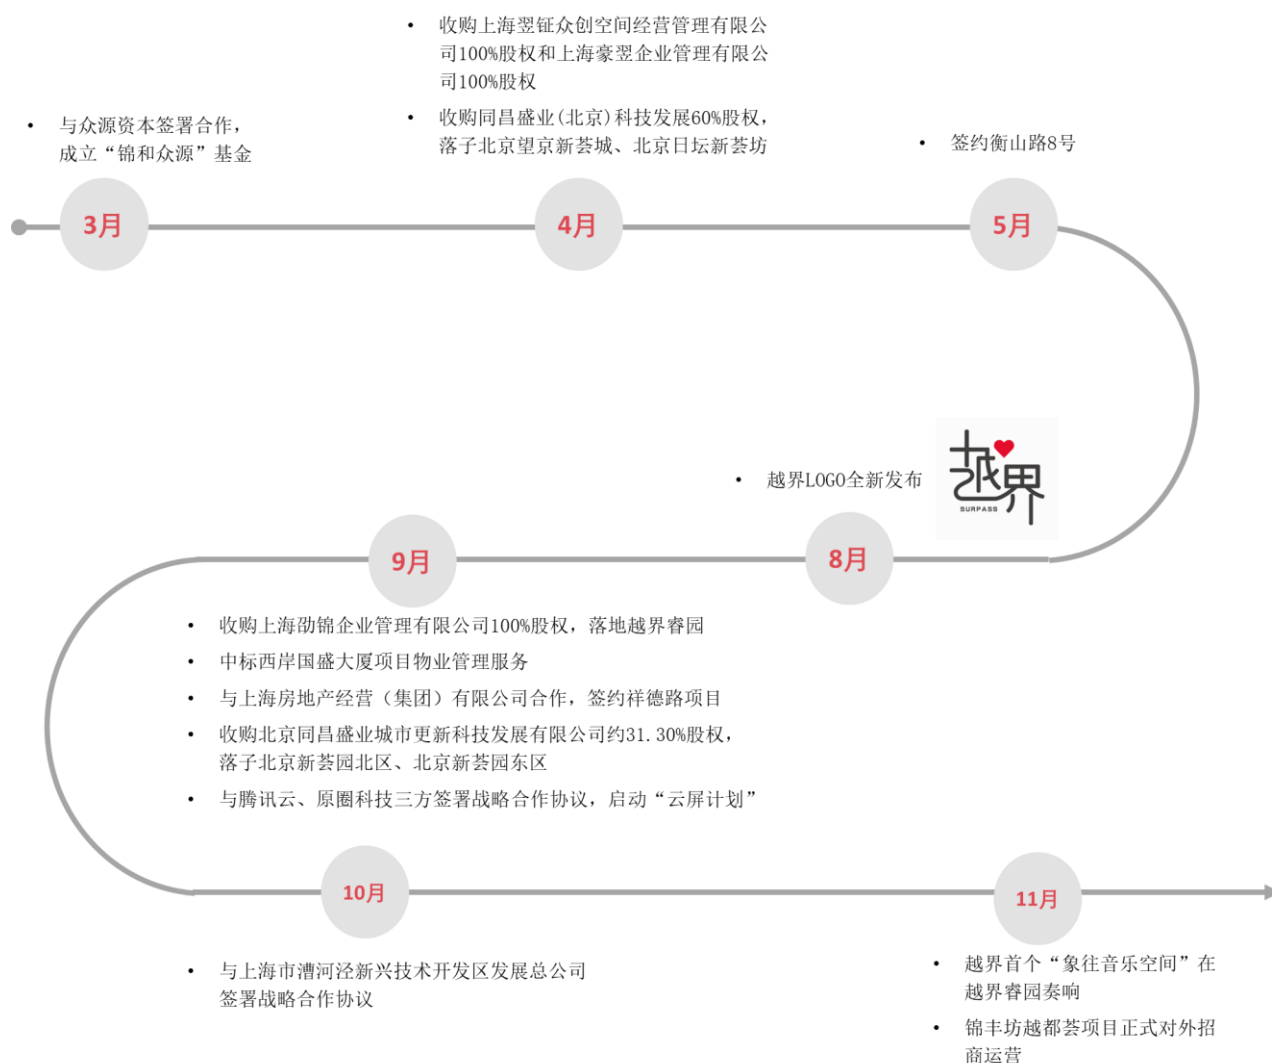 • 收购上海翌钲众创空间经营管理有限公
司100%股权和上海豪翌企业管理有限公
司100%股权
• 收购同昌盛业(北京)科技发展60%股权，
落子北京望京新荟城、北京日坛新荟坊
• 与众源资本签署合作，
成立“锦和众源”基金
• 签约衡山路8号
3月
4月
5月
• 越界LOGO全新发布
越界
SURPASS
9月
8月
• 收购上海劭锦企业管理有限公司100%股权，落地越界睿园
• 中标西岸国盛大厦项目物业管理服务
• 与上海房地产经营（集团）有限公司合作，签约祥德路项目
• 收购北京同昌盛业城市更新科技发展有限公司约31.30%股权，
落子北京新荟园北区、北京新荟园东区
• 与腾讯云、原圈科技三方签署战略合作协议，启动“云屏计划”
10月
11月
• 与上海市漕河泾新兴技术开发区发展总公司
签署战略合作协议
• 越界首个“象往音乐空间”在
越界睿园奏响
• 锦丰坊越都荟项目正式对外招
商运营